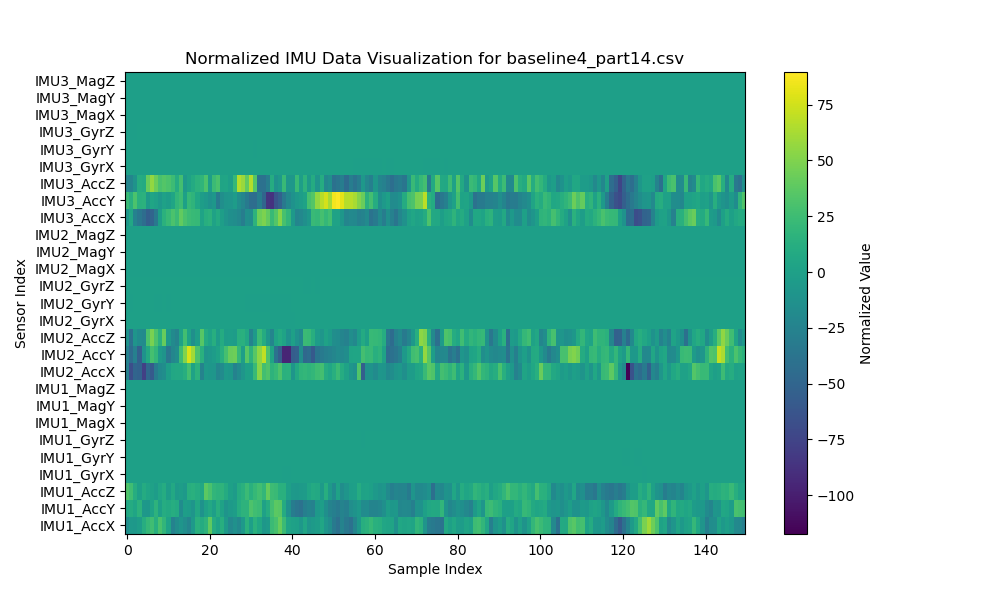 Normalized IMU Data Visualization for baseline4_part14.csv
IMU3_MagZ
IMU3_MagY
IMU3_MagX
IMU3_GyrZ
IMU3_GyrY
IMU3_GyrX
IMU3_AccZ
IMU3_AccY
IMU3_AccX
IMU2_MagZ
IMU2_MagY
IMU2_MagX
IMU2_GyrZ
IMU2_GyrY
IMU2_GyrX
IMU2_AccZ
IMU2_AccY
IMU2_AccX
IMU1_MagZ
IMU1_MagY
IMU1_MagX
IMU1_GyrZ
IMU1_GyrY
IMU1_GyrX
IMU1_AccZ
IMU1_AccY
IMU1_AccX
Sensor Index
0 20 40 60 80 100 120 140
Sample Index
75
50
25
0
−25
−50
−75
−100
Normalized Value